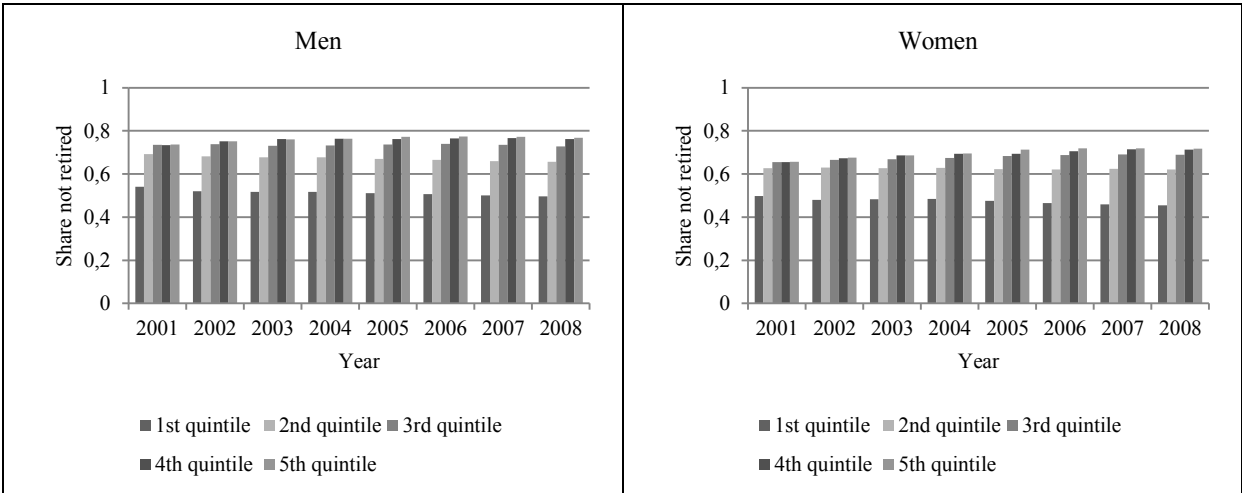 Men
1
0,8
0,6
0,4
0,2
0
Share not retired
2001 2002 2003 2004 2005 2006 2007 2008
Year
■ 1st quintile ■ 2nd quintile ■ 3rd quintile
■ 4th quintile ■ 5th quintile
Women
1
0,8
0,6
0,4
0,2
0
Share not retired
2001 2002 2003 2004 2005 2006 2007 2008
Year
■ 1st quintile ■ 2nd quintile ■ 3rd quintile
■ 4th quintile ■ 5th quintile